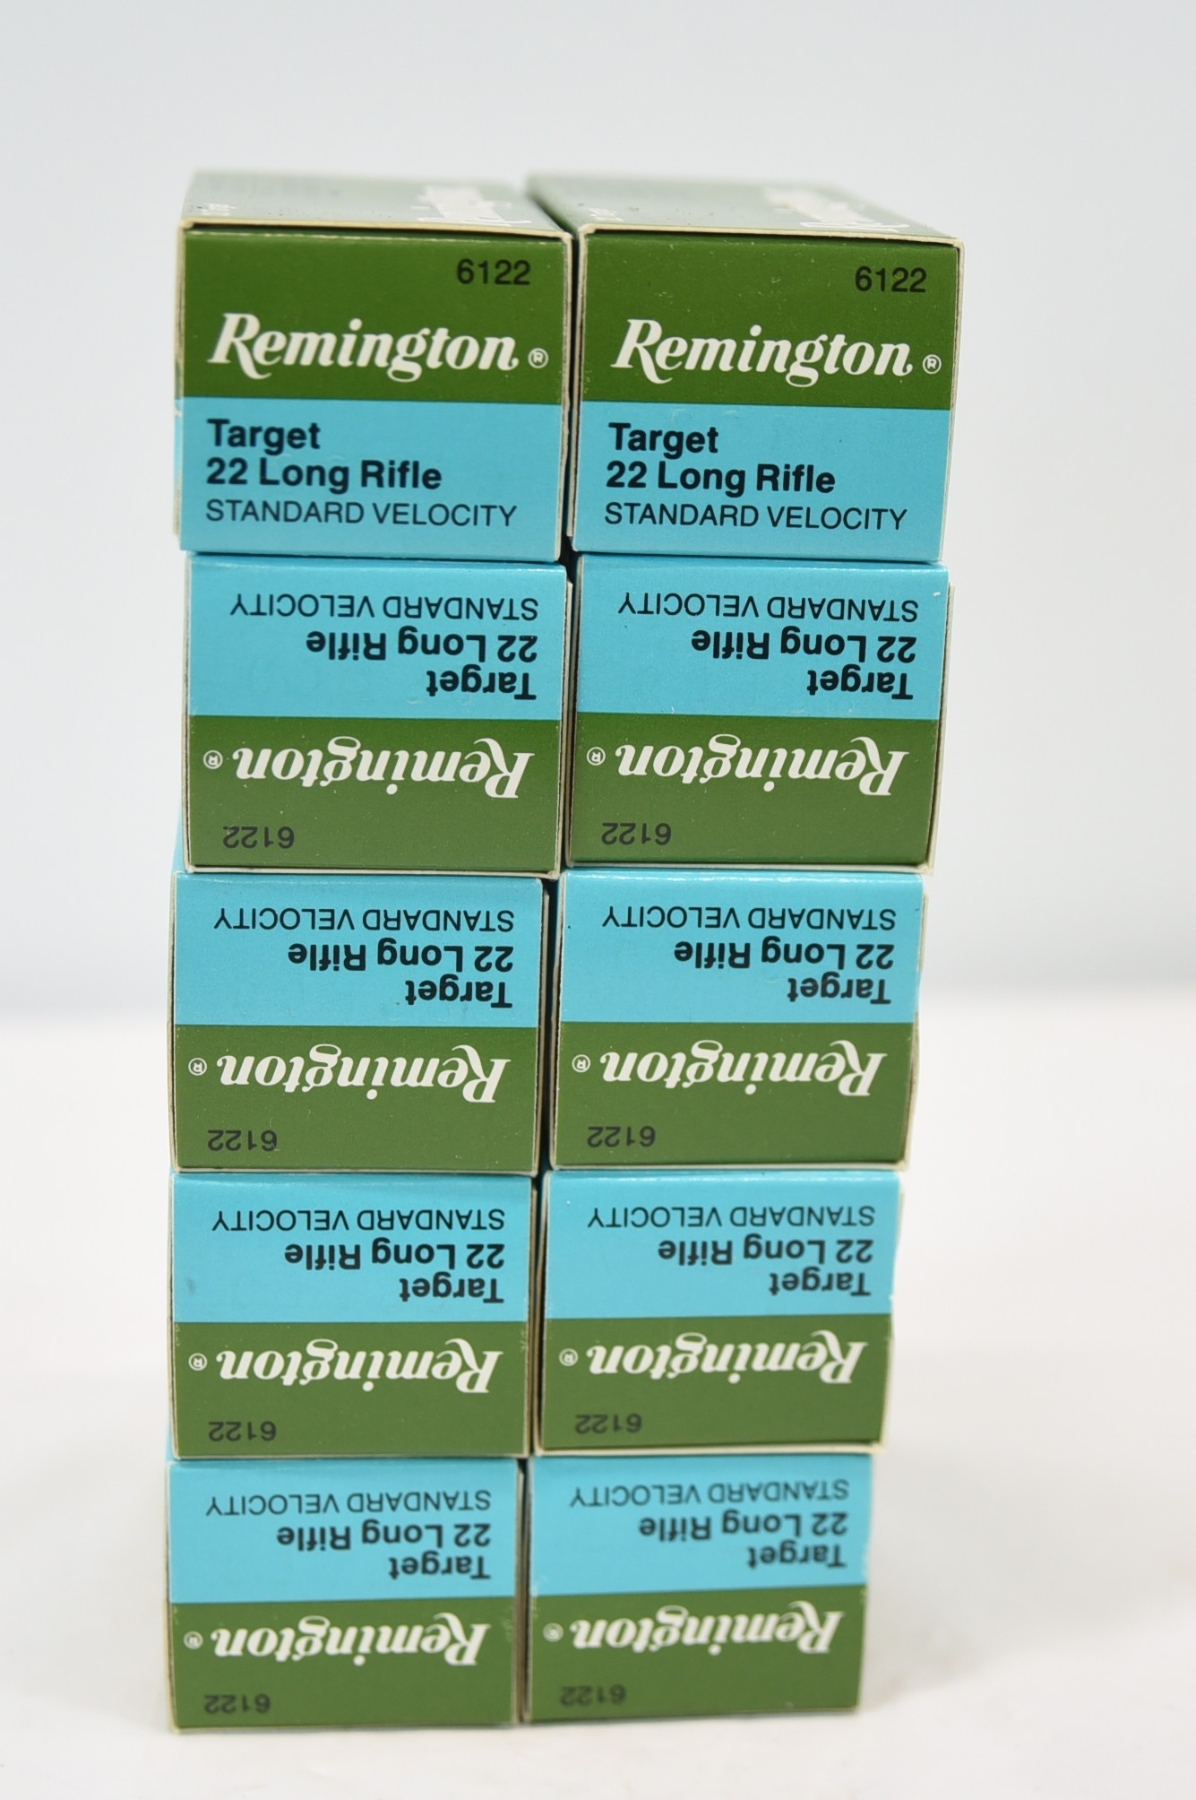 6122
Remington®
Target
22 Long Rifle
STANDARD VELOCITY
6122
Remington®
Target
22 Long Rifle
STANDARD VELOCITY
6122
Remington®
Target
22 Long Rifle
STANDARD VELOCITY
6122
Remington®
Target
22 Long Rifle
STANDARD VELOCITY
6122
Remington®
Target
22 Long Rifle
STANDARD VELOCITY
6122
Remington®
Target
22 Long Rifle
STANDARD VELOCITY
6122
Remington®
Target
22 Long Rifle
STANDARD VELOCITY
6122
Remington®
Target
22 Long Rifle
STANDARD VELOCITY
6122
Remington®
Target
22 Long Rifle
STANDARD VELOCITY
6122
Remington®
Target
22 Long Rifle
STANDARD VELOCITY